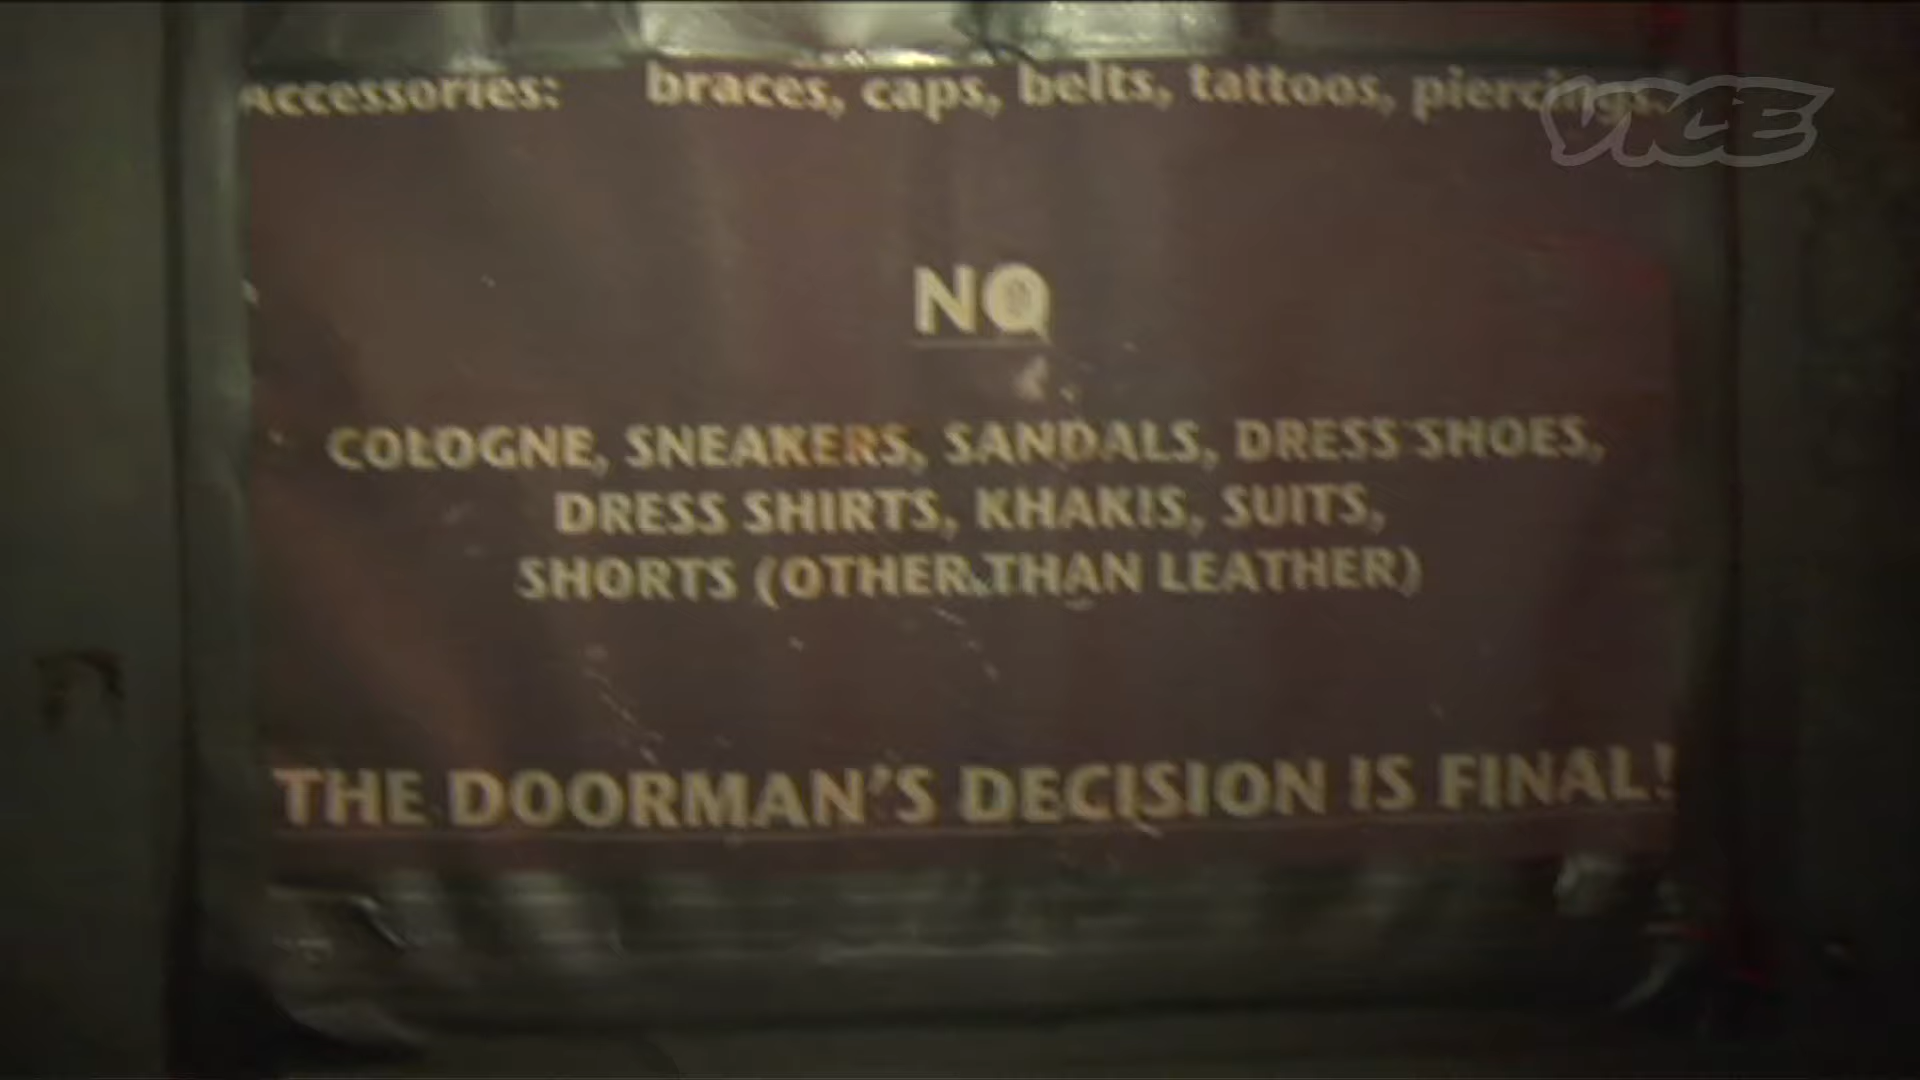 Accessories: braces, caps, belts, tattoos, piercings.
VICE
NO
COLOGNE, SNEAKERS, SANDALS, DRESS SHOES,
DRESS SHIRTS, KHAKIS, SUITS,
SHORTS (OTHER THAN LEATHER)
THE DOORMAN'S DECISION IS FINAL!